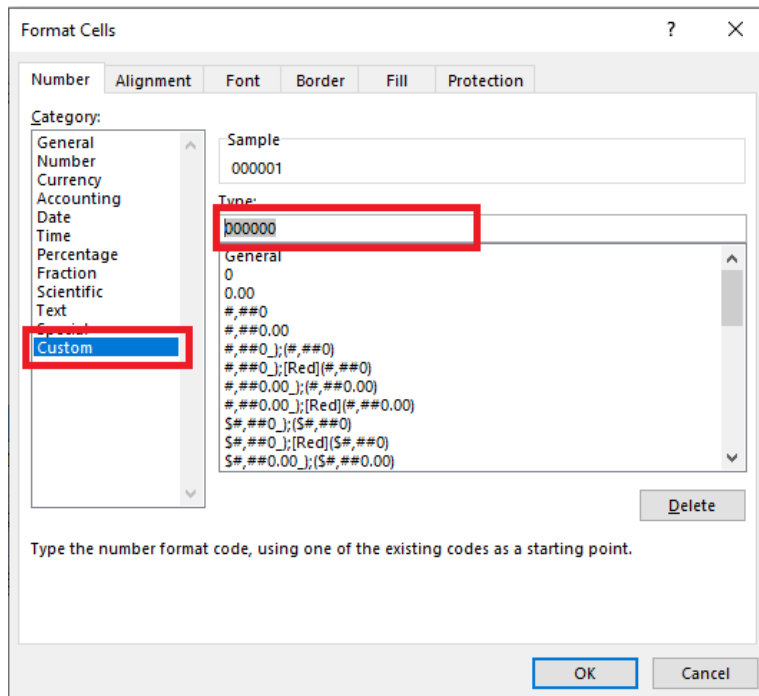 Format Cells
Number Alignment Font Border Fill Protection
Category:
General
Number
Currency
Accounting
Date
Time
Percentage
Fraction
Scientific
Text
Special
Custom
Sample
000001
Type:
000000
General
0
0.00
#,##0
#,##0.00
#,##0_);(#,##0)
#,##0_);[Red](#,##0)
#,##0.00_);(#,##0.00)
#,##0.00_);[Red](#,##0.00)
$#,##0_);($#,##0)
$#,##0_);[Red]($#,##0)
$#,##0.00_);($#,##0.00)
Delete
Type the number format code, using one of the existing codes as a starting point.
OK Cancel